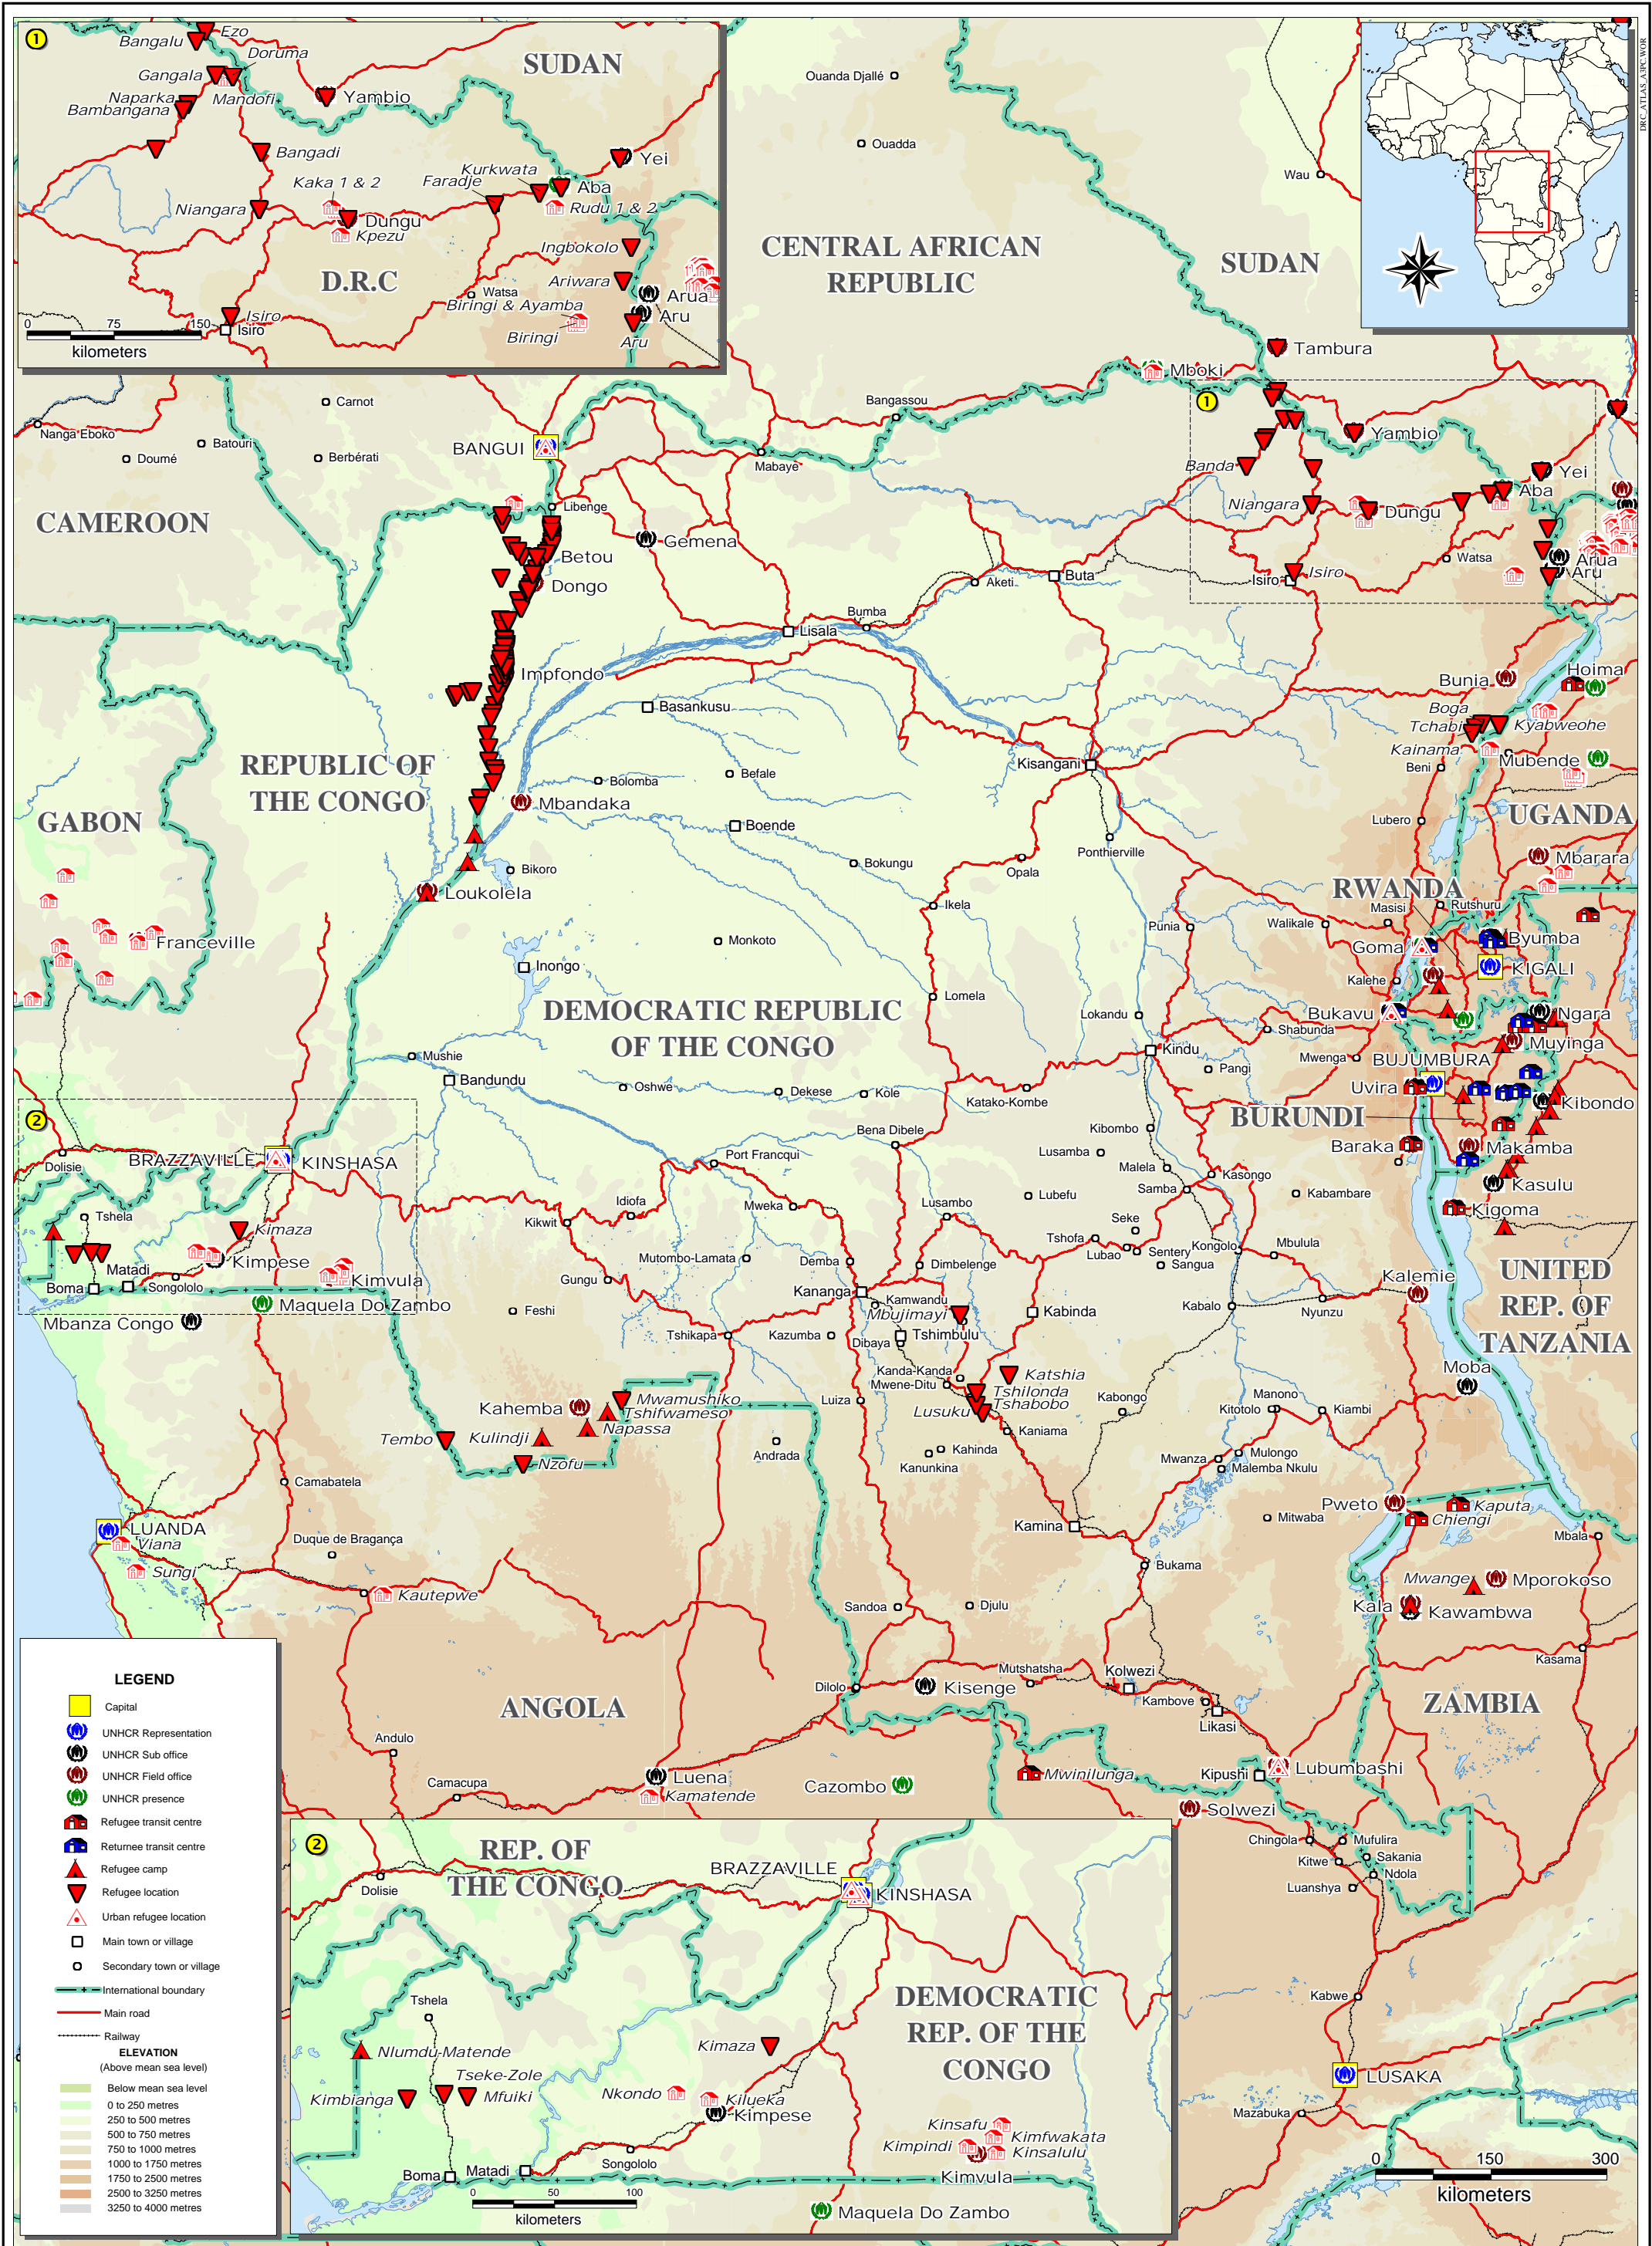 1
Ezo
Bangalu
Doruma
Gangala
Mandofi
Naparka
Bambangana
Yambio
SUDAN
Bangadi
Kurkwata
Yei
Kaka 1 & 2
Faradje
Aba
Rudu 1 & 2
Niangara
Dungu
Kpezu
Ingbokolo
D.R.C
Ariwara
Watsa
Arua
Biringi & Ayamba
Aru
Biringi
Aru
Isiro
Isiro
0 75 150
kilometers
DRC_ATLAS_A3PC.WOR
Ouanda Djallé
Ouadda
Wau
CENTRAL AFRICAN
REPUBLIC
SUDAN
Tambura
Mboki
1
Carnot
Nanga Eboko
Batouri
Doumé
Berbérati
BANGUI
Bangassou
Mabaye
Yambio
Banda
Yei
Niangara
Aba
Dungu
CAMEROON
Libenge
Gemena
Betou
Dongo
Watsa
Arua
Aru
Isiro
Isiro
Aketi
Buta
Bumba
Lisala
Impfondo
Basankusu
Bunia
Hoima
Boga
Tchabi
Kyabweohe
Kainama
Mubende
Beni
REPUBLIC OF
THE CONGO
Kisangani
Bolomba
Befale
Mbandaka
GABON
Boende
Lubero
UGANDA
Ponthierville
Bikoro
Bokungu
Opala
Mbarara
Loukolela
RWANDA
Ikela
Masisi
Rutshuru
Punia
Walikale
Franceville
Monkoto
Goma
Byumba
Inongo
KIGALI
Kalehe
Lomela
DEMOCRATIC REPUBLIC
OF THE CONGO
Lokandu
Bukavu
Ngara
Shabunda
Muyinga
Mushie
Kindu
Mwenga
BUJUMBURA
Bandundu
Pangi
Oshwe
Dekese
Kole
Katako-Kombe
Uvira
Kibondo
BURUNDI
2
Bena Dibele
Kibombo
Baraka
Makamba
Dolisie
BRAZZAVILLE
KINSHASA
Port Francqui
Lusamba
Malela
Kasongo
Kasulu
Samba
Kabambare
Lubefu
Tshela
Idiofa
Mweka
Lusambo
Kigoma
Kimaza
Kikwit
Seke
Tshofa
Lubao
Sentery
Kongolo
Mbulula
Mutombo-Lamata
Demba
Dimbelenge
Sangua
Kimpese
Matadi
Kimvula
Gungu
Boma
Songololo
Kalemie
UNITED
REP. OF
TANZANIA
Maquela Do Zambo
Feshi
Kananga
Kamwandu
Mbujimayi
Kabinda
Kabalo
Nyunzu
Mbanza Congo
Tshikapa
Kazumba
Tshimbulu
Dibaya
Moba
Kanda-Kanda
Mwene-Ditu
Katshia
Tshilonda
Tshabobo
Lusuku
Mwamushiko
Kahemba
Tshifwameso
Luiza
Kabongo
Manono
Kitotolo
Kiambi
Napassa
Tembo
Kulindji
Nzofu
Andrada
Kaniama
Kahinda
Kanunkina
Mulongo
Mwanza
Malemba Nkulu
Camabatela
Pweto
Kaputa
Mitwaba
Chiengi
Mbala
LUANDA
Viana
Kamina
Duque de Bragança
Sungi
Bukama
Mwange
Mporokoso
Kautepwe
Sandoa
Djulu
Kala
Kawambwa
Kasama
Mutshatsha
Kolwezi
Dilolo
Kisenge
Kambove
Likasi
ANGOLA
ZAMBIA
Andulo
Luena
Cazombo
Mwinilunga
Kipushi
Lubumbashi
Camacupa
Kamatende
Solwezi
Chingola
Mufulira
Kitwe
Sakania
Ndola
Luanshya
Kabwe
LUSAKA
Mazabuka
0 150 300
kilometers
LEGEND
Capital
UNHCR Representation
UNHCR Sub office
UNHCR Field office
UNHCR presence
Refugee transit centre
Returnee transit centre
Refugee camp
Refugee location
Urban refugee location
Main town or village
Secondary town or village
International boundary
Main road
Railway
ELEVATION
(Above mean sea level)
Below mean sea level
0 to 250 metres
250 to 500 metres
500 to 750 metres
750 to 1000 metres
1000 to 1750 metres
1750 to 2500 metres
2500 to 3250 metres
3250 to 4000 metres
2
REP. OF
THE CONGO
BRAZZAVILLE
Dolisie
KINSHASA
DEMOCRATIC
REP. OF THE
CONGO
Tshela
Kimaza
Nlumdu-Matende
Tseke-Zole
Kimbianga
Mfuiki
Nkondo
Kilueka
Kimpese
Kinsafu
Kimfwakata
Kimpindi
Kinsalulu
Kimvula
Songololo
Boma
Matadi
0 50 100
kilometers
Maquela Do Zambo